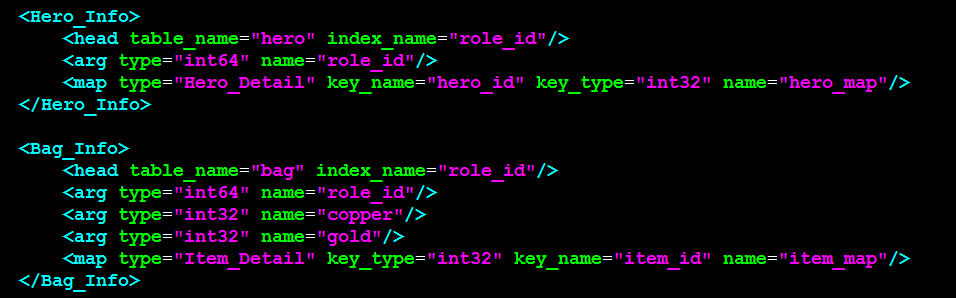 <Hero_Info>
    <head table_name="hero" index_name="role_id"/>
    <arg type="int64" name="role_id"/>
    <map type="Hero_Detail" key_name="hero_id" key_type="int32" name="hero_map"/>
</Hero_Info>

<Bag_Info>
    <head table_name="bag" index_name="role_id"/>
    <arg type="int64" name="role_id"/>
    <arg type="int32" name="copper"/>
    <arg type="int32" name="gold"/>
    <map type="Item_Detail" key_type="int32" key_name="item_id" name="item_map"/>
</Bag_Info>